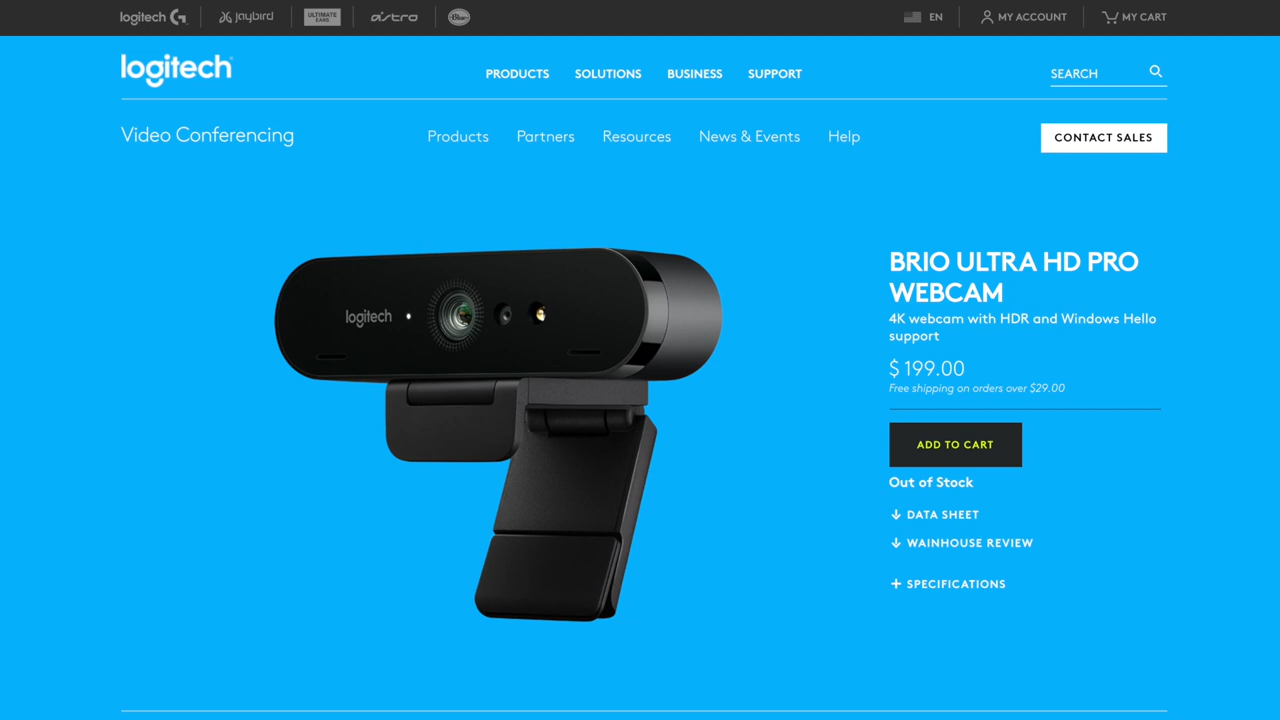 logitech G
Jaybird
ULTIMATE
EARS
ASTRO
Blue
EN
MY ACCOUNT
MY CART
logitech
PRODUCTS
SOLUTIONS
BUSINESS
SUPPORT
SEARCH
Video Conferencing
Products
Partners
Resources
News & Events
Help
CONTACT SALES
logitech
BRIO ULTRA HD PRO
WEBCAM
4K webcam with HDR and Windows Hello
support
$ 199.00
Free shipping on orders over $29.00
ADD TO CART
Out of Stock
DATA SHEET
WAINHOUSE REVIEW
+ SPECIFICATIONS